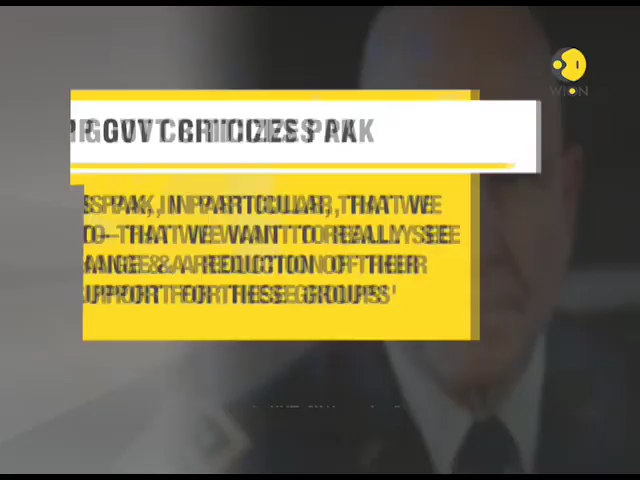 WION
GOVT CRITICIZES PAK
PAK, IN PARTICULAR, THAT WE
THAT WE WANT TO REALLY SEE
& A REDUCTION OF THEIR
SUPPORT FOR THESE GROUPS'